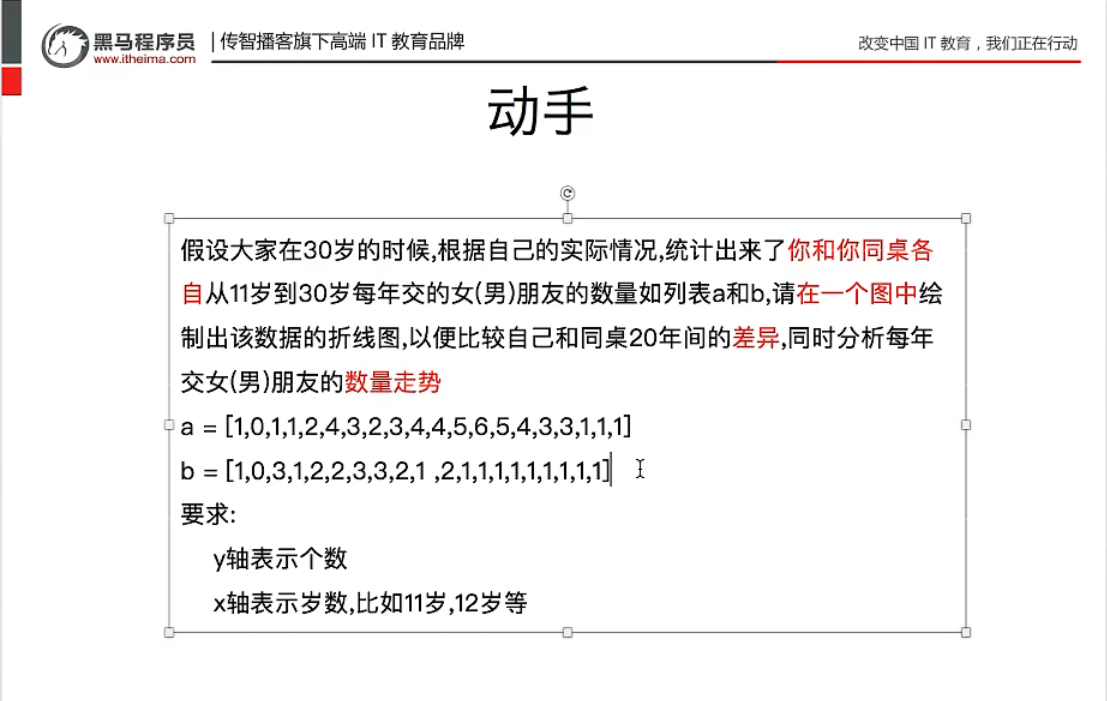 黑马程序员 | 传智播客旗下高端 IT 教育品牌
www.itheima.com
改变中国 IT 教育，我们正在行动
动手
假设大家在30岁的时候,根据自己的实际情况,统计出来了你和你同桌各
自从11岁到30岁每年交的女(男)朋友的数量如列表a和b,请在一个图中绘
制出该数据的折线图,以便比较自己和同桌20年间的差异,同时分析每年
交女(男)朋友的数量走势
a = [1,0,1,1,2,4,3,2,3,4,4,5,6,5,4,3,3,1,1,1]
b = [1,0,3,1,2,2,3,3,2,1 ,2,1,1,1,1,1,1,1,1,1]
要求:
y轴表示个数
x轴表示岁数,比如11岁,12岁等